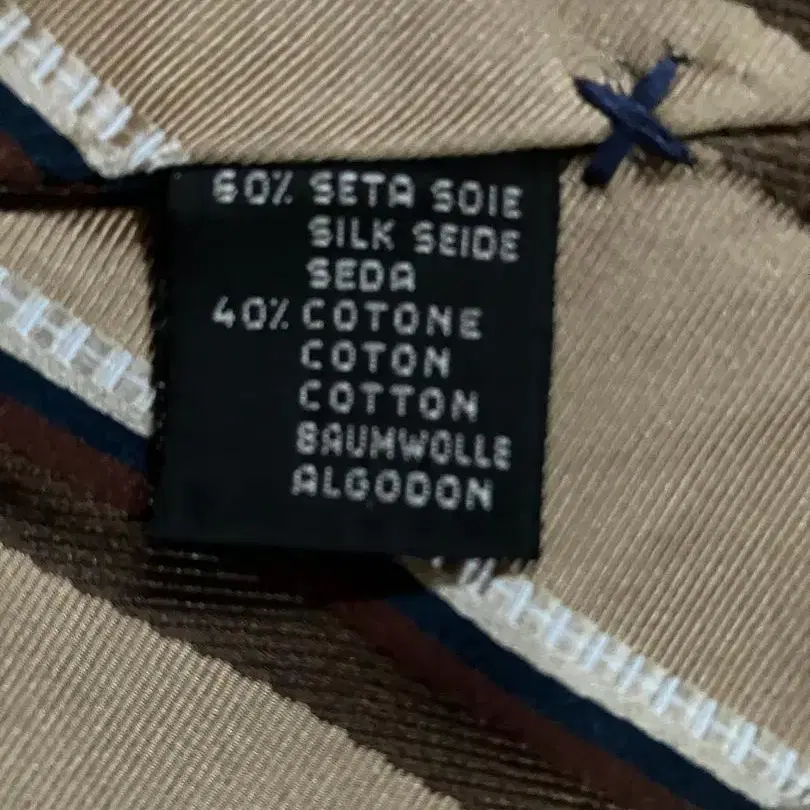 60% SETA SOIE
SILK SEIDE
SEDA
40% COTONE
COTON
COTTON
BAUMWOLLE
ALGODON